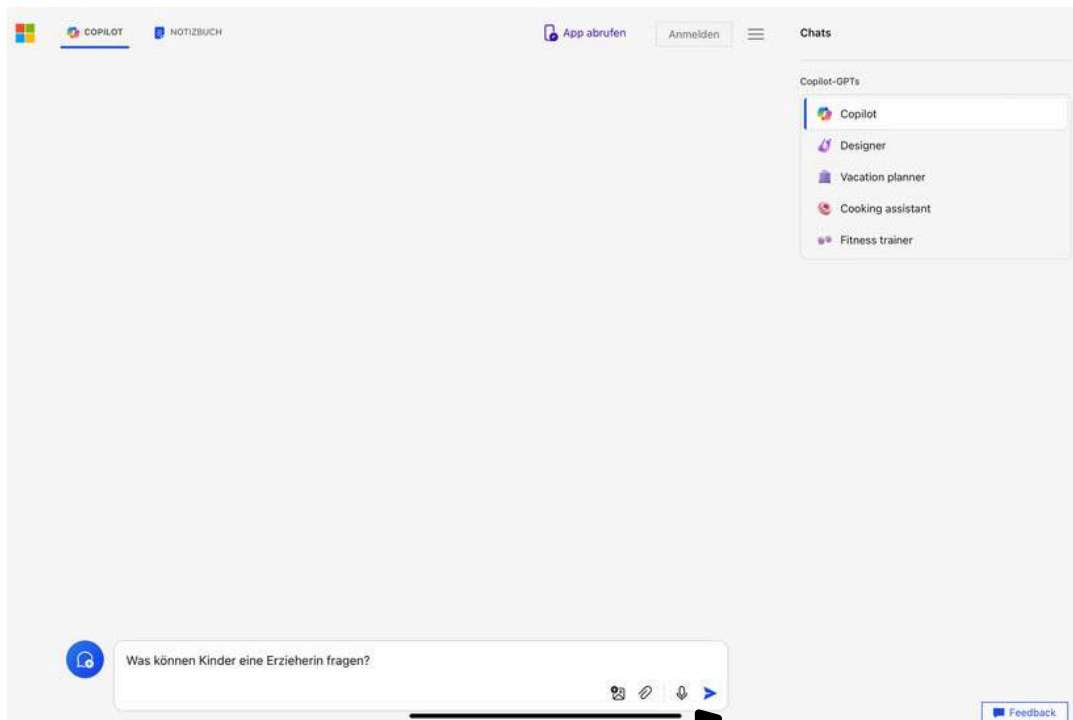 COPILOT
NOTIZBUCH
App abrufen
Anmelden
Chats
Copilot-GPTs
Copilot
Designer
Vacation planner
Cooking assistant
Fitness trainer
Was können Kinder eine Erzieherin fragen?
Feedback